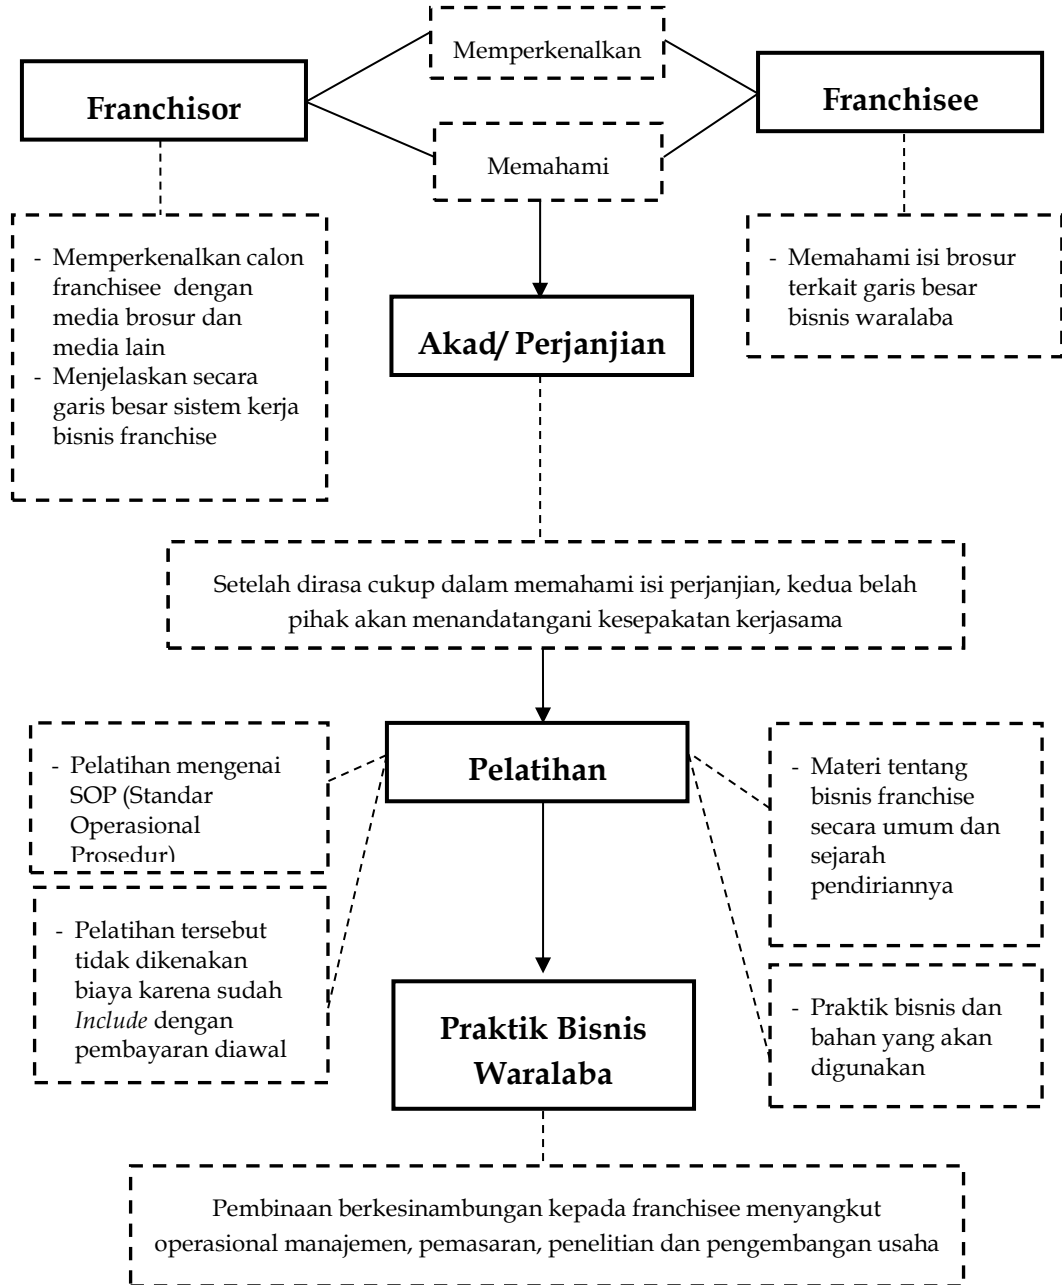 Memperkenalkan
Franchisor
Franchisee
Memahami
- Memperkenalkan calon
franchisee dengan
media brosur dan
media lain
- Menjelaskan secara
garis besar sistem kerja
bisnis franchise
- Memahami isi brosur
terkait garis besar
bisnis waralaba
Akad/ Perjanjian
Setelah dirasa cukup dalam memahami isi perjanjian, kedua belah
pihak akan menandatangani kesepakatan kerjasama
Pelatihan
- Pelatihan mengenai
SOP (Standar
Operasional
Prosedur)
- Materi tentang
bisnis franchise
secara umum dan
sejarah
pendiriannya
- Pelatihan tersebut
tidak dikenakan
biaya karena sudah
Include dengan
pembayaran diawal
- Praktik bisnis dan
bahan yang akan
digunakan
Praktik Bisnis
Waralaba
Pembinaan berkesinambungan kepada franchisee menyangkut
operasional manajemen, pemasaran, penelitian dan pengembangan usaha